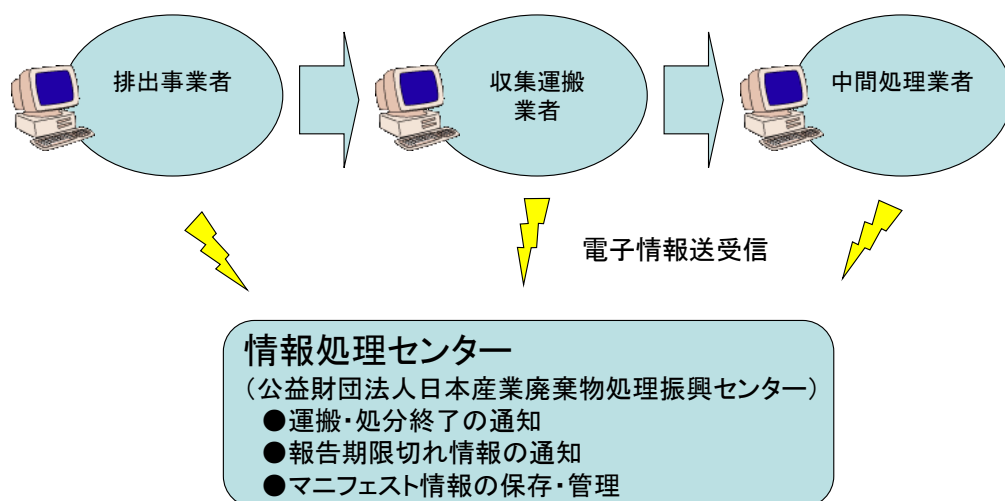 排出事業者
収集運搬
業者
中間処理業者
電子情報送受信
情報処理センター
（公益財団法人日本産業廃棄物処理振興センター）
●運搬・処分終了の通知
●報告期限切れ情報の通知
●マニフェスト情報の保存・管理